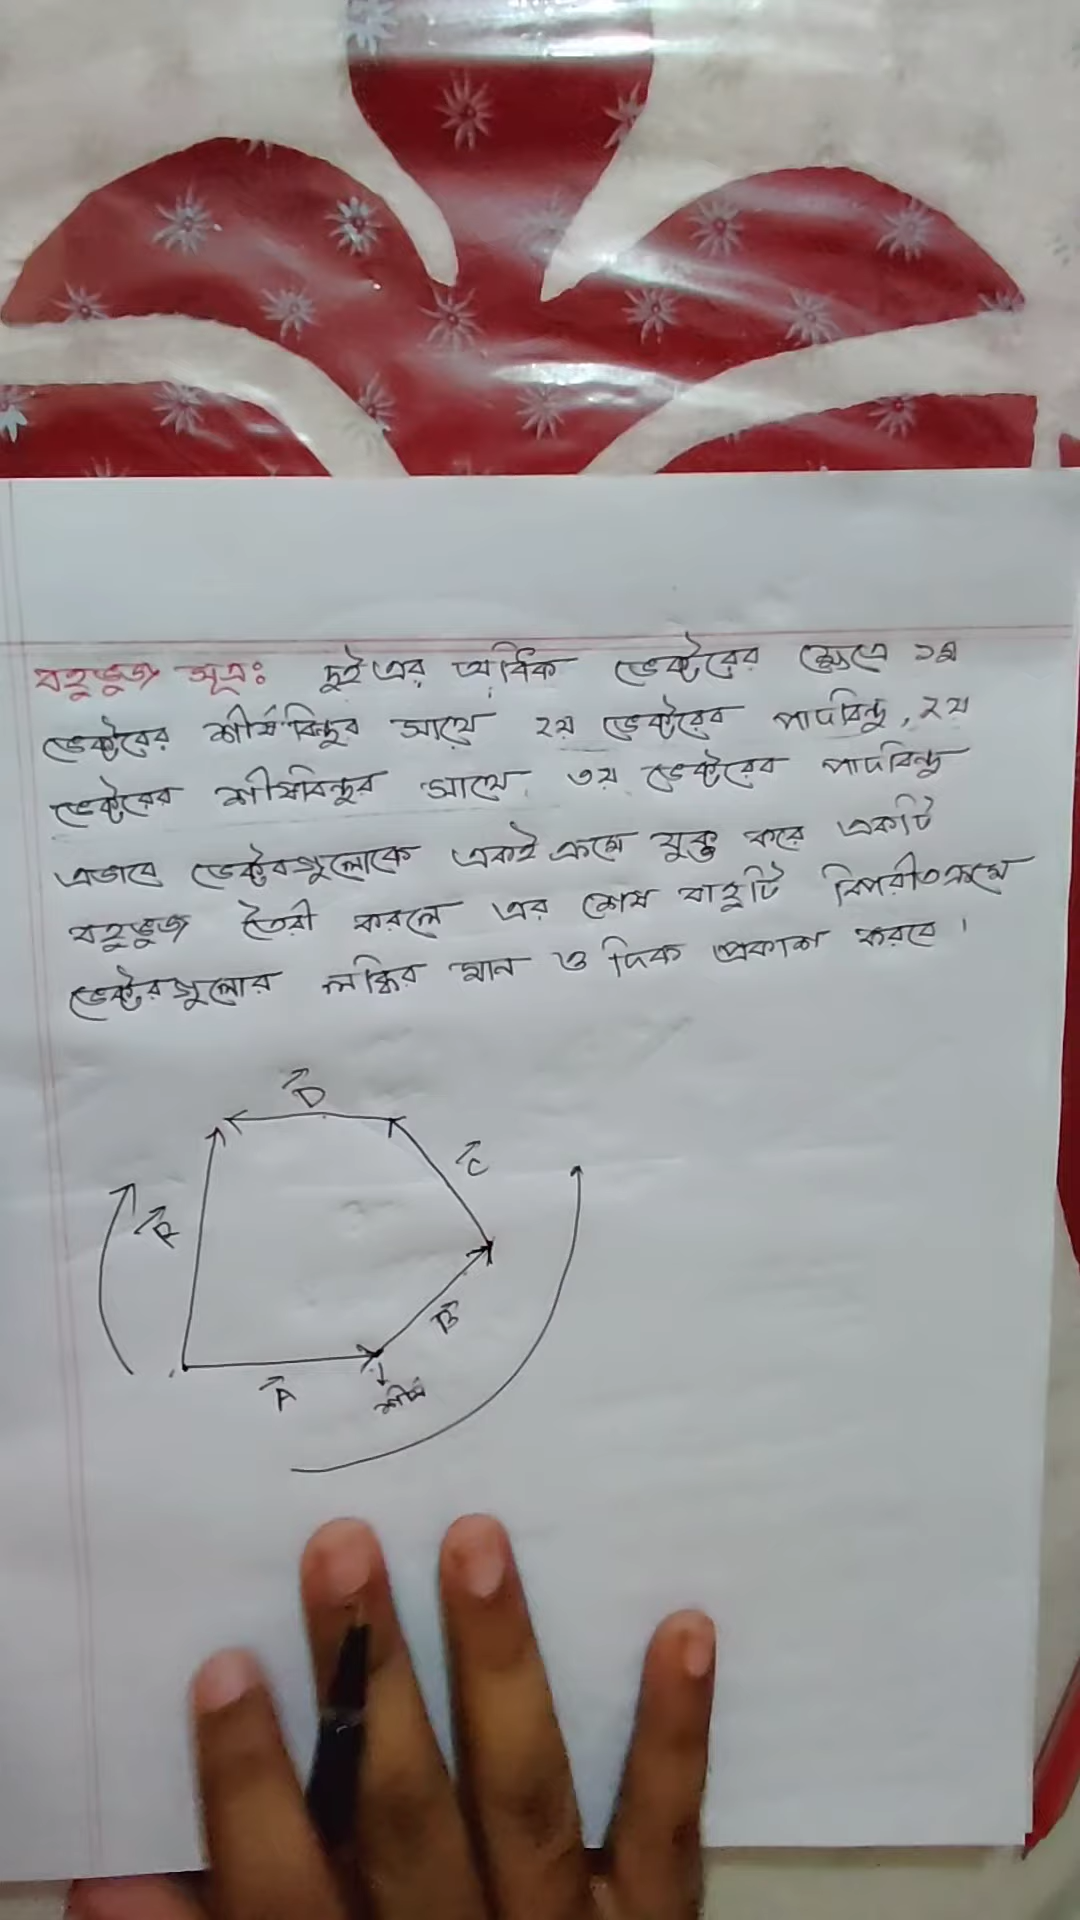 বহুভুজ সূত্রঃ দুইএর অধিক ভেক্টরের ক্ষেত্রে ১ম
ভেক্টরের শীর্ষবিন্দুর সাথে ২য় ভেক্টরের পাদবিন্দু, ২য়
ভেক্টরের শীর্ষবিন্দুর সাথে ৩য় ভেক্টরের পাদবিন্দু
এভাবে ভেক্টরগুলোকে একই ক্রমে যুক্ত করে একটি
বহুভুজ তৈরী করলে এর শেষ বাহুটি বিপরীতক্রমে
ভেক্টরগুলোর লব্ধির মান ও দিক প্রকাশ করবে।
D⃗
C⃗
R⃗
B⃗
A⃗
শীর্ষ